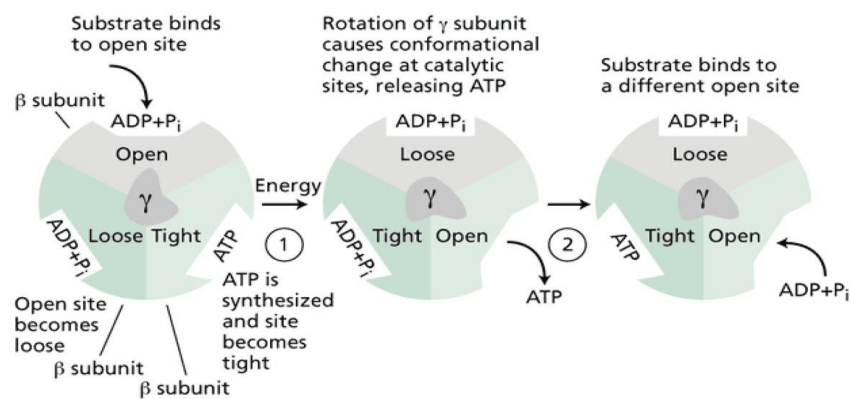 Substrate binds
to open site
β subunit
ADP+Pi
Open
γ
Loose Tight
ADP+Pi
ATP
Open site
becomes
loose
β subunit
β subunit
ATP is
synthesized
and site
becomes
tight
Energy
1
Rotation of γ subunit
causes conformational
change at catalytic
sites, releasing ATP
ADP+Pi
Loose
γ
Tight Open
ADP+Pi
ATP
2
Substrate binds to
a different open site
ADP+Pi
Loose
γ
Tight Open
ATP
ADP+Pi